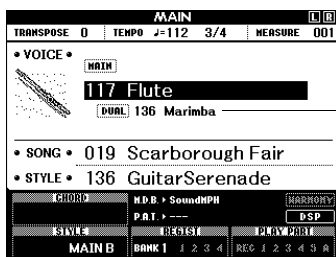 MAIN L R
TRANSPOSE 0 TEMPO ♩=112 3/4 MEASURE 001
• VOICE •
MAIN
117 Flute
DUAL 136 Marimba
• SONG • 019 Scarborough Fair
• STYLE • 136 GuitarSerenade
CHORD M.D.B. ▸ SoundMPH HARMONY
P.A.T. ▸ --- DSP
STYLE REGIST PLAY PART
MAIN B BANK 1 1 2 3 4 REC 1 2 3 4 5 A